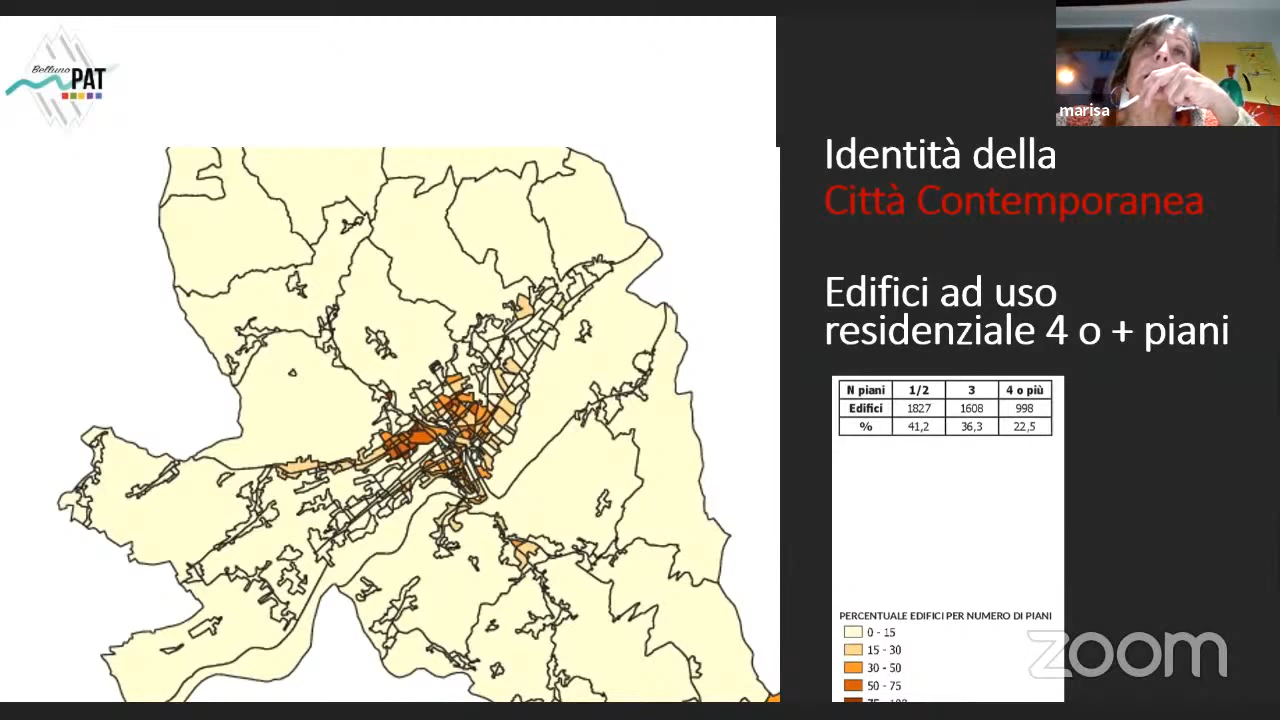 Belluno
PAT
marisa
Identità della
Città Contemporanea
Edifici ad uso
residenziale 4 o + piani
N piani 1/2 3 4 o più
Edifici 1827 1608 998
% 41,2 36,3 22,5
PERCENTUALE EDIFICI PER NUMERO DI PIANI
0 - 15
15 - 30
30 - 50
50 - 75
zoom